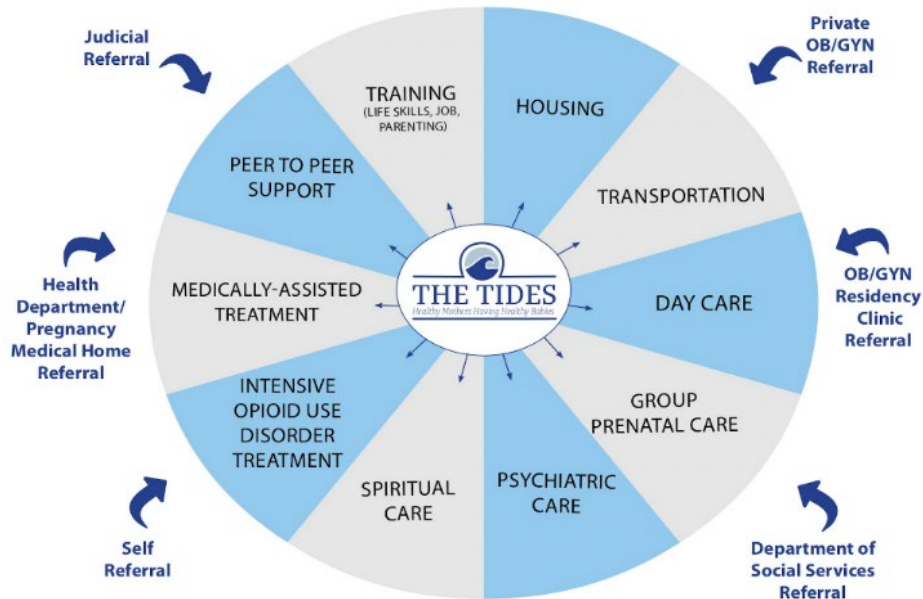 Judicial
Referral
Private
OB/GYN
Referral
TRAINING
(LIFE SKILLS, JOB,
PARENTING)
HOUSING
PEER TO PEER
SUPPORT
TRANSPORTATION
Health
Department/
Pregnancy
Medical Home
Referral
MEDICALLY-ASSISTED
TREATMENT
THE TIDES
Healthy Mothers Having Healthy Babies
DAY CARE
OB/GYN
Residency
Clinic
Referral
INTENSIVE
OPIOID USE
DISORDER
TREATMENT
GROUP
PRENATAL CARE
SPIRITUAL
CARE
PSYCHIATRIC
CARE
Self
Referral
Department of
Social Services
Referral